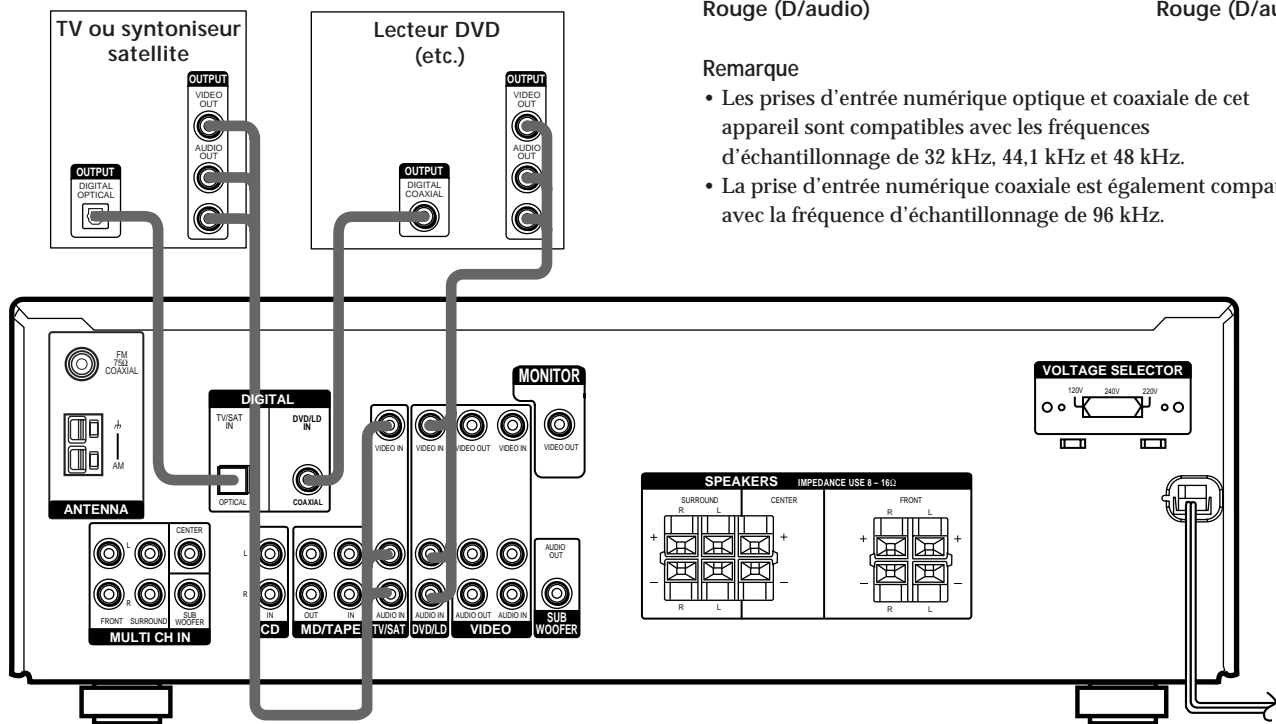 Rouge (D/audio)
Rouge (D/au
Remarque
• Les prises d'entrée numérique optique et coaxiale de cet
appareil sont compatibles avec les fréquences
d'échantillonnage de 32 kHz, 44,1 kHz et 48 kHz.
• La prise d'entrée numérique coaxiale est également compat
avec la fréquence d'échantillonnage de 96 kHz.
TV ou syntoniseur
satellite
OUTPUT
VIDEO
OUT
AUDIO
OUT
OUTPUT
DIGITAL
OPTICAL
Lecteur DVD
(etc.)
OUTPUT
VIDEO
OUT
AUDIO
OUT
OUTPUT
DIGITAL
COAXIAL
FM
75Ω
COAXIAL
AM
ANTENNA
DIGITAL
TV/SAT
IN
DVD/LD
IN
OPTICAL
COAXIAL
MONITOR
VIDEO IN
VIDEO IN
VIDEO OUT
VIDEO IN
VIDEO OUT
VOLTAGE SELECTOR
120V
240V
220V
SPEAKERS IMPEDANCE USE 8 – 16Ω
SURROUND
CENTER
FRONT
R L
R L
+ +
+ +
– –
– –
R L
R L
CENTER
L
R
FRONT
SURROUND
SUB
WOOFER
MULTI CH IN
L
R
IN
CD
OUT
IN
MD/TAPE
AUDIO IN
TV/SAT
AUDIO IN
DVD/LD
AUDIO OUT
AUDIO IN
VIDEO
AUDIO
OUT
SUB
WOOFER